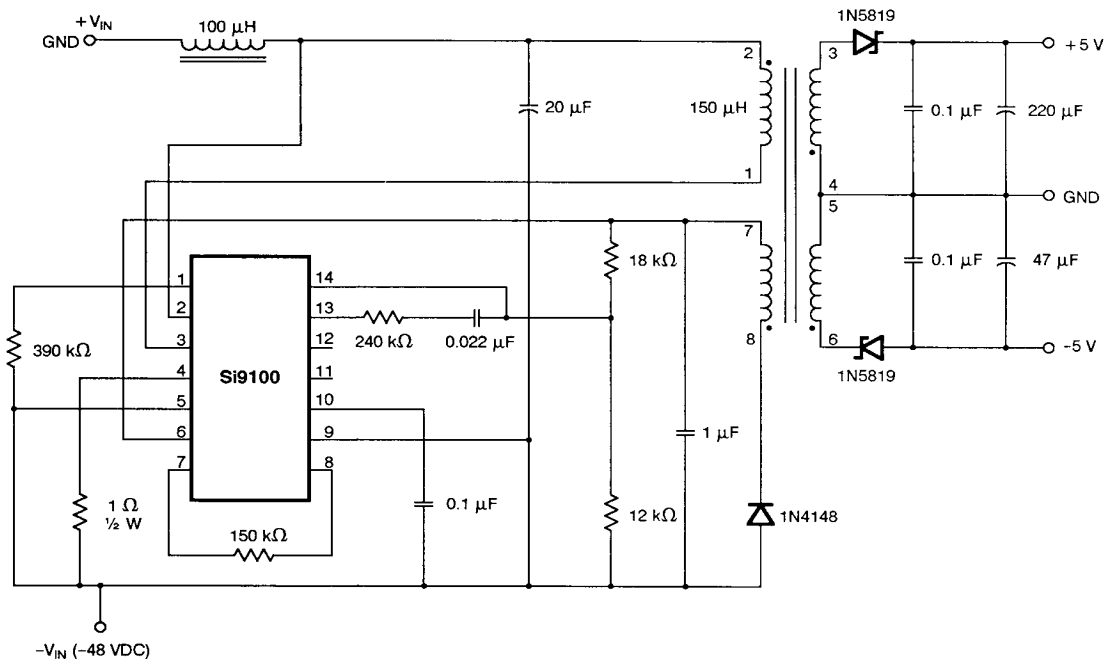 +VIN
GND
100 µH
1N5819
2
3
+5 V
150 µH
20 µF
0.1 µF
220 µF
1
4
GND
5
7
18 kΩ
0.1 µF
47 µF
1
14
2
13
240 kΩ
0.022 µF
8
6
-5 V
3
12
390 kΩ
Si9100
1N5819
4
11
5
10
6
9
1 µF
7
8
1 Ω
½ W
0.1 µF
12 kΩ
1N4148
150 kΩ
–VIN (–48 VDC)